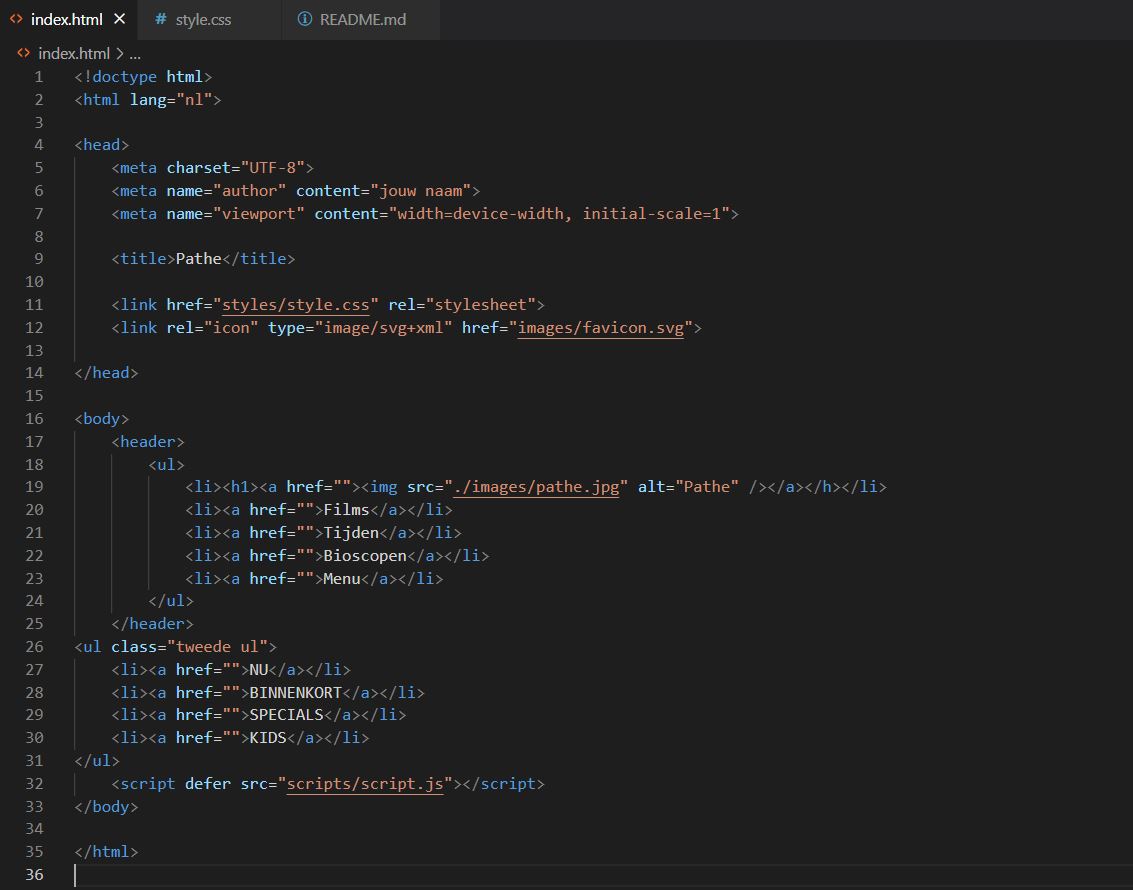 index.html
style.css
README.md
index.html > ...
1 <!doctype html>
2 <html lang="nl">
3
4 <head>
5     <meta charset="UTF-8">
6     <meta name="author" content="jouw naam">
7     <meta name="viewport" content="width=device-width, initial-scale=1">
8
9     <title>Pathe</title>
10
11     <link href="styles/style.css" rel="stylesheet">
12     <link rel="icon" type="image/svg+xml" href="images/favicon.svg">
13
14 </head>
15
16 <body>
17     <header>
18         <ul>
19             <li><h1><a href=""><img src="./images/pathe.jpg" alt="Pathe" /></a></h></li>
20             <li><a href="">Films</a></li>
21             <li><a href="">Tijden</a></li>
22             <li><a href="">Bioscopen</a></li>
23             <li><a href="">Menu</a></li>
24         </ul>
25     </header>
26 <ul class="tweede ul">
27     <li><a href="">NU</a></li>
28     <li><a href="">BINNENKORT</a></li>
29     <li><a href="">SPECIALS</a></li>
30     <li><a href="">KIDS</a></li>
31 </ul>
32     <script defer src="scripts/script.js"></script>
33 </body>
34
35 </html>
36